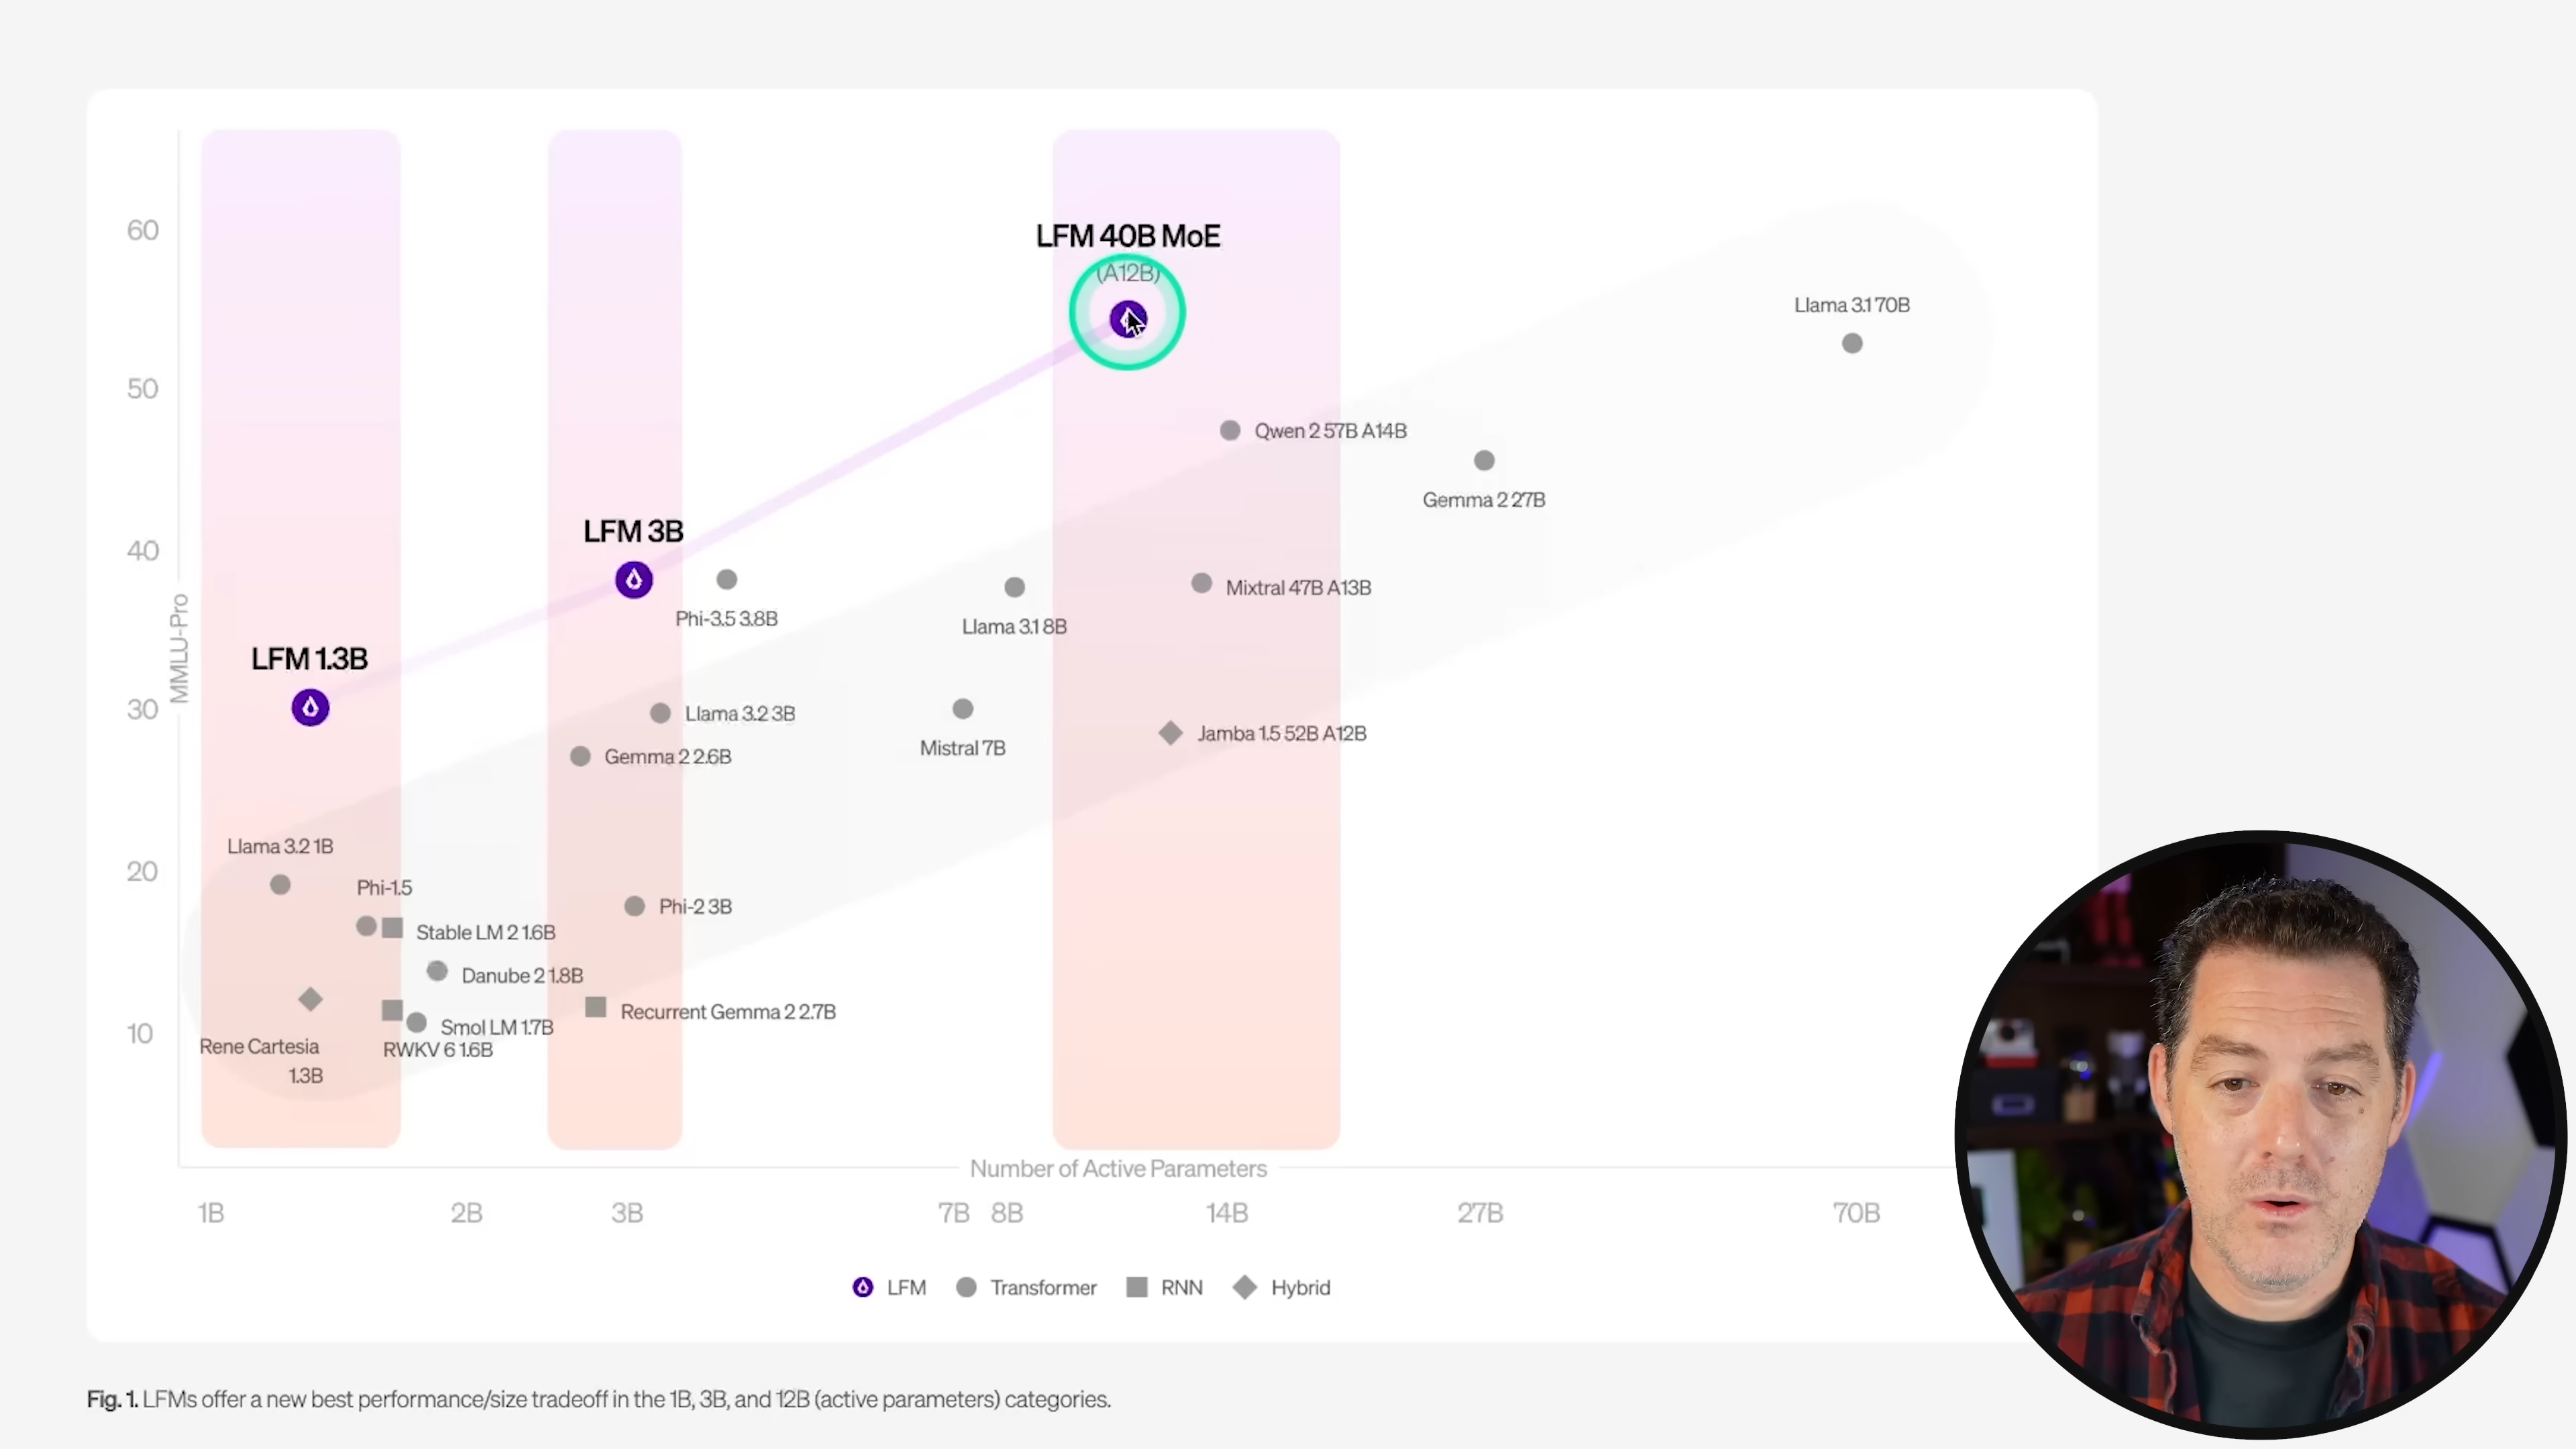 60
50
40
30
20
10
MMLU-Pro
LFM 40B MoE
(A12B)
Llama 3.1 70B
Qwen 2 57B A14B
Gemma 2 27B
LFM 3B
Phi-3.5 3.8B
Llama 3.1 8B
Mixtral 47B A13B
LFM 1.3B
Llama 3.2 3B
Gemma 2 2.6B
Mistral 7B
Jamba 1.5 52B A12B
Llama 3.2 1B
Phi-1.5
Stable LM 2 1.6B
Phi-2 3B
Danube 2 1.8B
Recurrent Gemma 2 2.7B
Smol LM 1.7B
RWKV 6 1.6B
Rene Cartesia
1.3B
Number of Active Parameters
1B 2B 3B 7B 8B 14B 27B 70B
LFM Transformer RNN Hybrid
Fig. 1. LFMs offer a new best performance/size tradeoff in the 1B, 3B, and 12B (active parameters) categories.